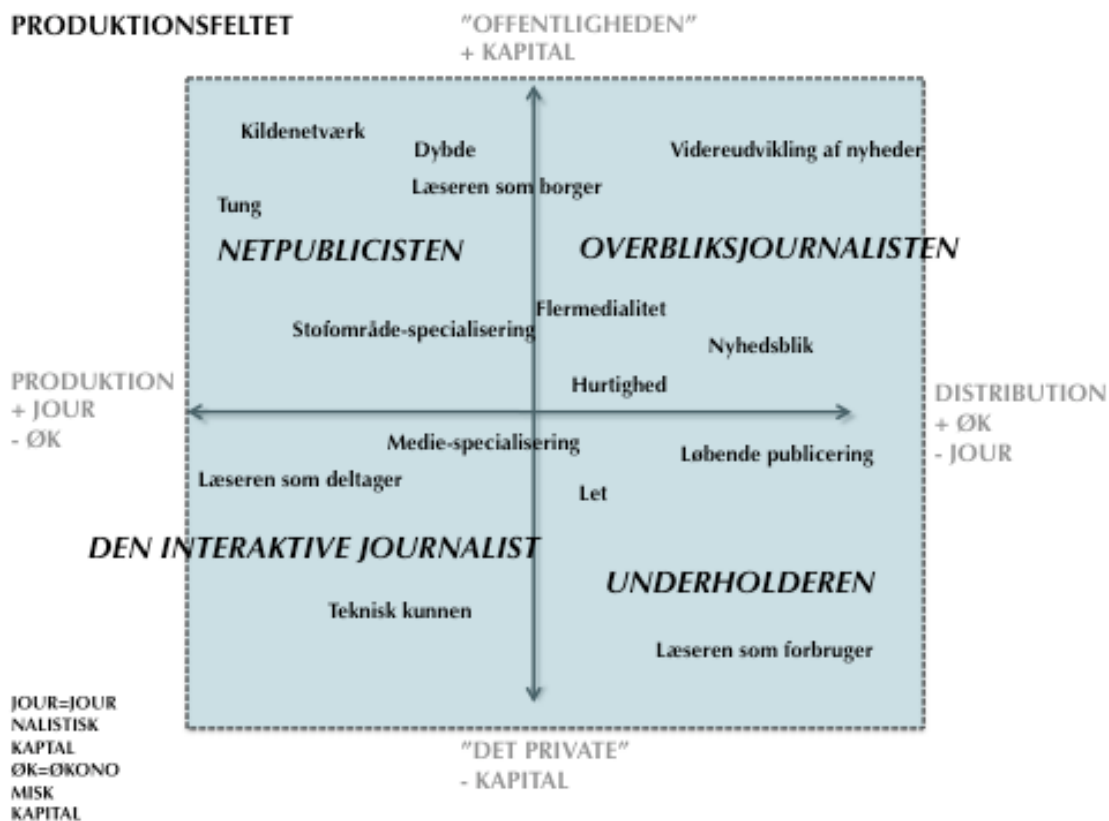 PRODUKTIONSFELTET
"OFFENTLIGHEDEN"
+ KAPITAL
Kildenetværk
Dybde
Videreudvikling af nyheder
Læseren som borger
Tung
NETPUBLICISTEN
OVERBLIKSJOURNALISTEN
Flermedialitet
Stofområde-specialisering
Nyhedsblik
Hurtighed
PRODUKTION
+ JOUR
- ØK
DISTRIBUTION
+ ØK
- JOUR
Medie-specialisering
Løbende publicering
Læseren som deltager
Let
DEN INTERAKTIVE JOURNALIST
UNDERHOLDEREN
Teknisk kunnen
Læseren som forbruger
JOUR=JOUR
NALISTISK
KAPTAL
ØK=ØKONO
MISK
KAPITAL
"DET PRIVATE"
- KAPITAL